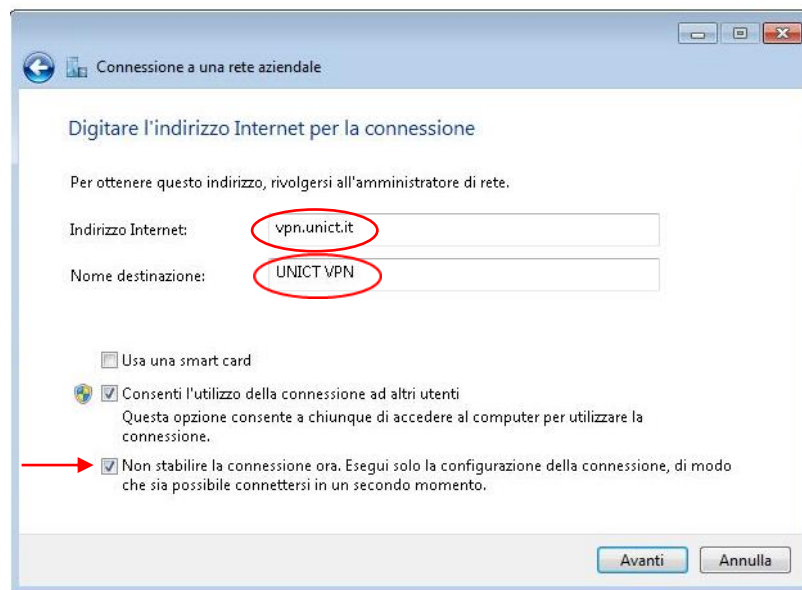 Connessione a una rete aziendale
Digitare l'indirizzo Internet per la connessione
Per ottenere questo indirizzo, rivolgersi all'amministratore di rete.
Indirizzo Internet: vpn.unict.it
Nome destinazione: UNICT VPN
Usa una smart card
Consenti l'utilizzo della connessione ad altri utenti
Questa opzione consente a chiunque di accedere al computer per utilizzare la
connessione.
Non stabilire la connessione ora. Esegui solo la configurazione della connessione, di modo
che sia possibile connettersi in un secondo momento.
Avanti Annulla